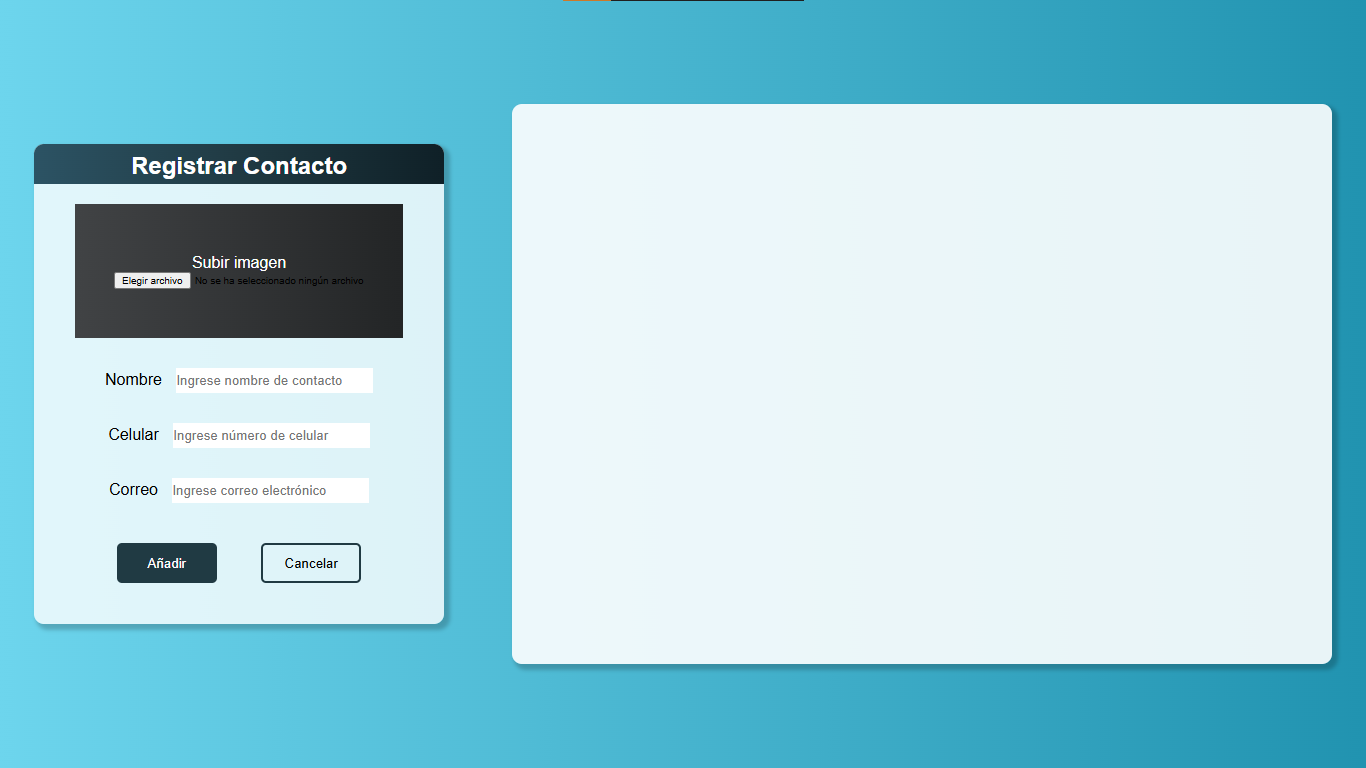 Registrar Contacto
Subir imagen
Elegir archivo No se ha seleccionado ningún archivo
Nombre Ingrese nombre de contacto
Celular Ingrese número de celular
Correo Ingrese correo electrónico
Añadir Cancelar